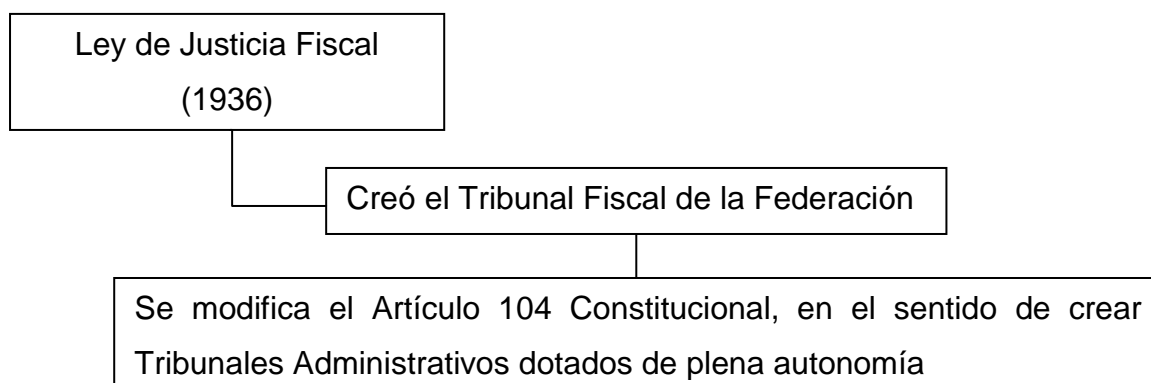 Ley de Justicia Fiscal
(1936)
Creó el Tribunal Fiscal de la Federación
Se modifica el Artículo 104 Constitucional, en el sentido de crear
Tribunales Administrativos dotados de plena autonomía